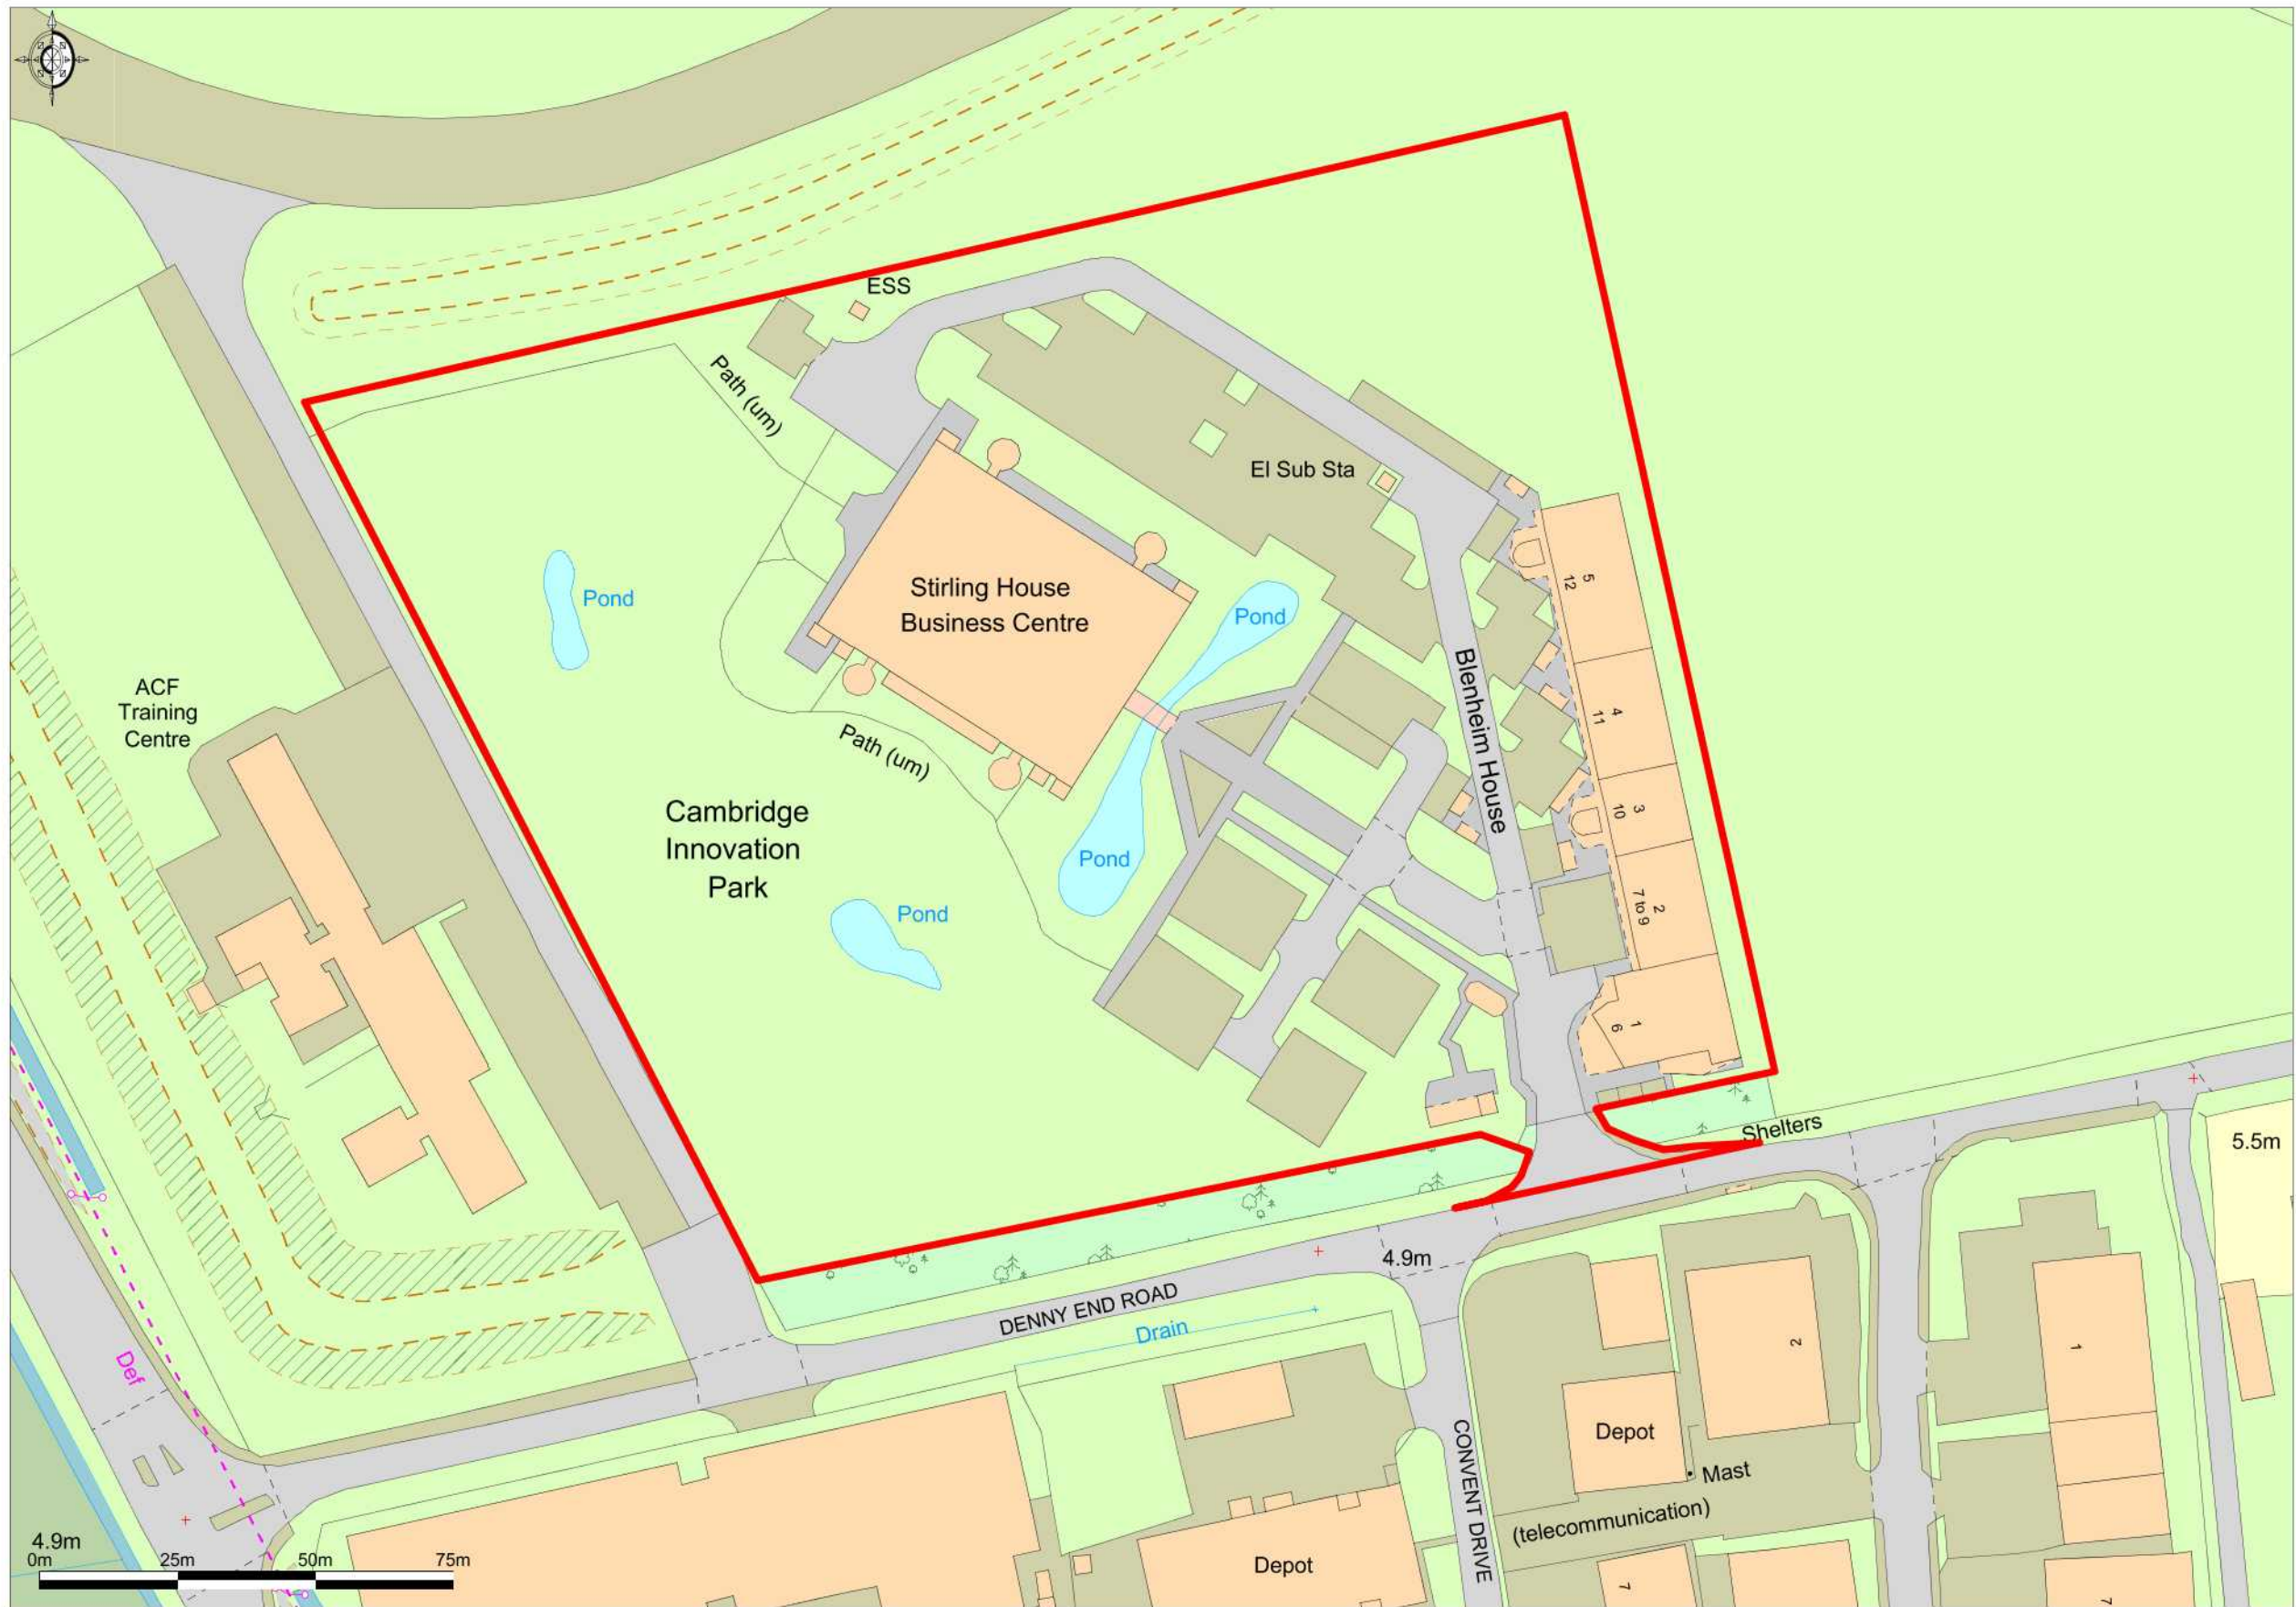 ESS
Path (um)
El Sub Sta
Stirling House
Business Centre
Pond
Pond
5
12
ACF
Training
Centre
Blenheim House
4
11
Path (um)
Cambridge
Innovation
Park
3
10
Pond
Pond
2
7 to 9
1
6
Shelters
5.5m
4.9m
DENNY END ROAD
Drain
Def
2
1
CONVENT DRIVE
Depot
Mast
(telecommunication)
4.9m
0m
25m
50m
75m
Depot
7
7